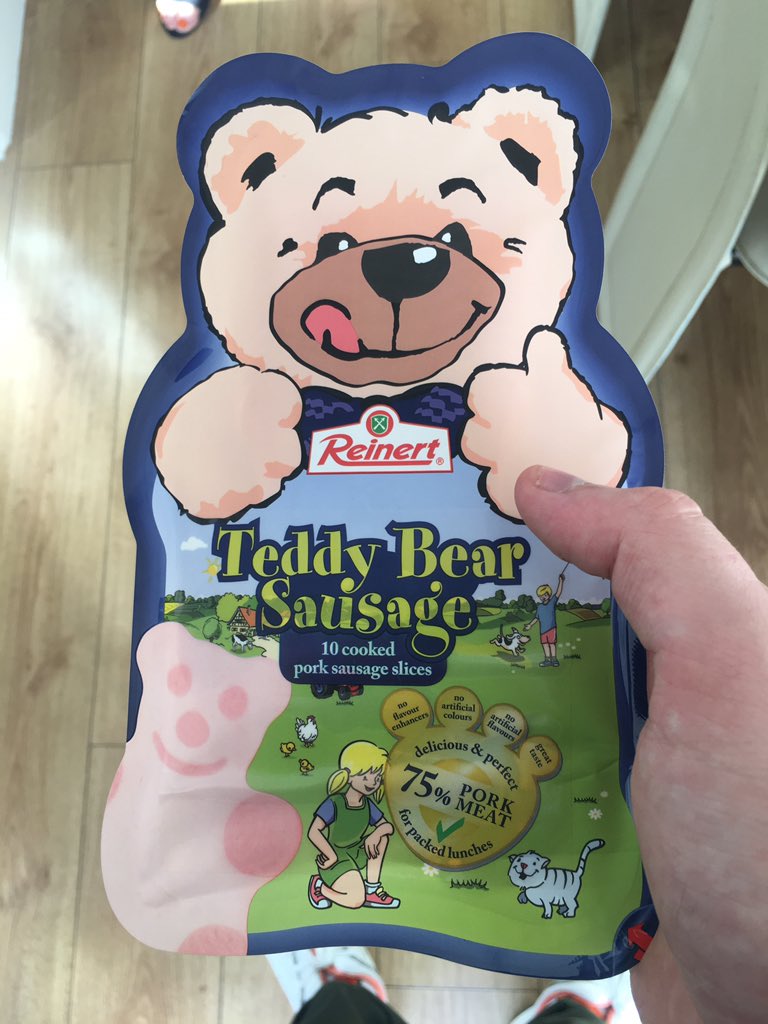 Reinert®
Teddy Bear
Sausage
10 cooked
pork sausage slices
no
flavour
enhancers
no
artificial
colours
no
artificial
flavours
great
taste
delicious & perfect
75% PORK
MEAT
for packed lunches